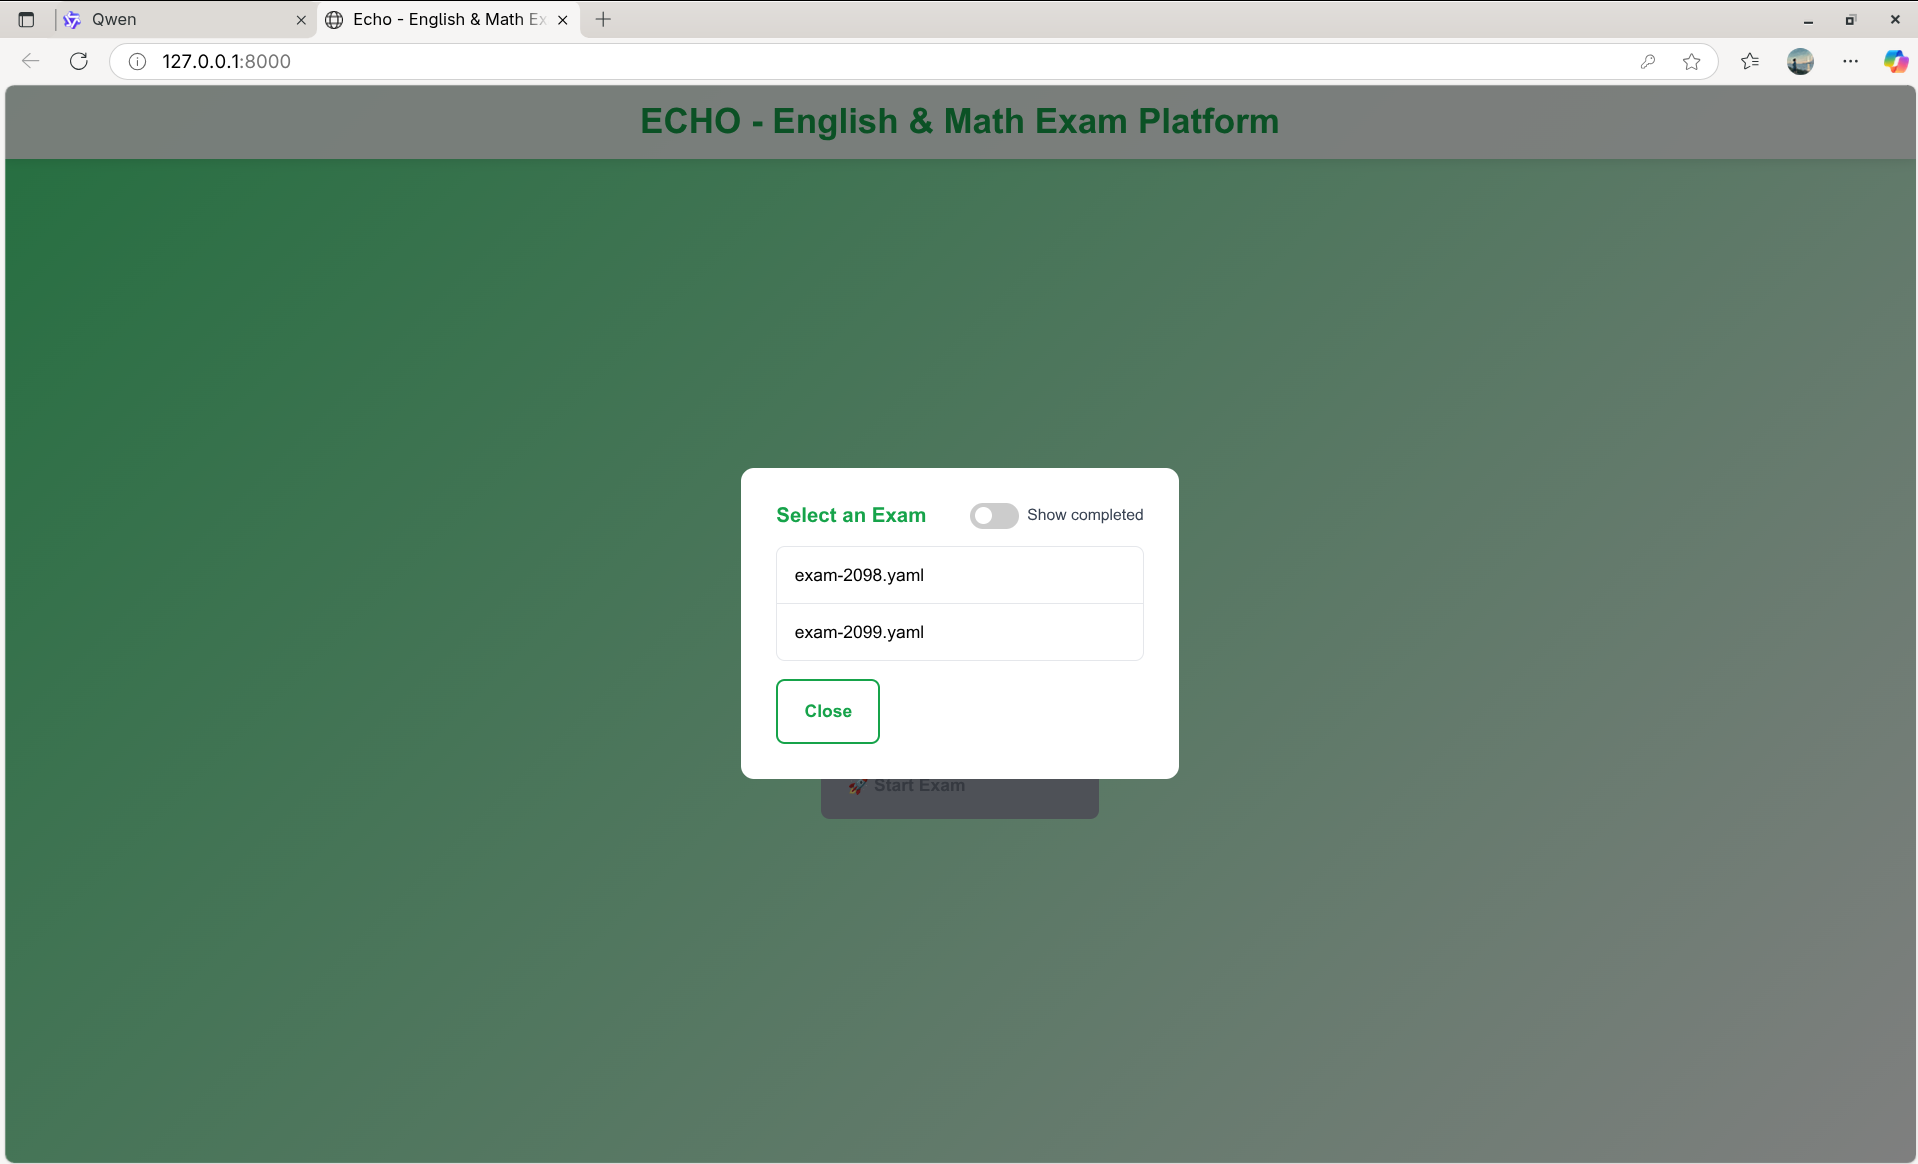 Qwen
Echo - English & Math Ex
127.0.0.1:8000
ECHO - English & Math Exam Platform
Select an Exam
Show completed
exam-2098.yaml
exam-2099.yaml
Close
🚀 Start Exam